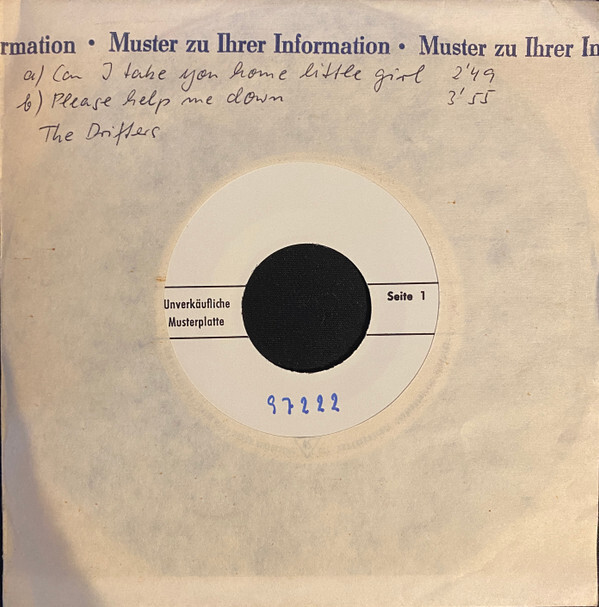 rmation • Muster zu Ihrer Information • Muster zu Ihrer In
a) Can I take you home little girl 2'49
b) Please help me down 3'55
The Drifters
Unverkäufliche
Musterplatte
Seite 1
97222